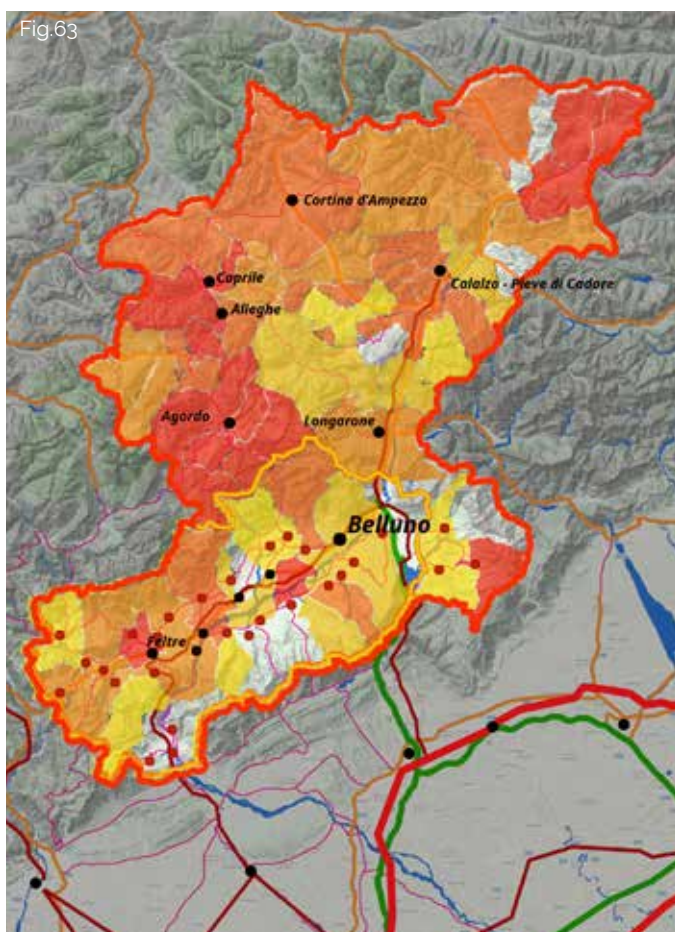 Fig.63
Cortina d'Ampezzo
Caprile
Calalzo - Pieve di Cadore
Alleghe
Agordo
Longarone
Belluno
Feltre